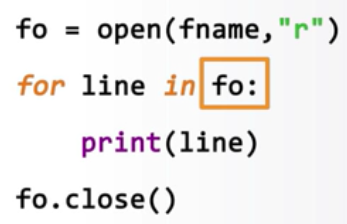 fo = open(fname,"r")
for line in fo:
    print(line)
fo.close()